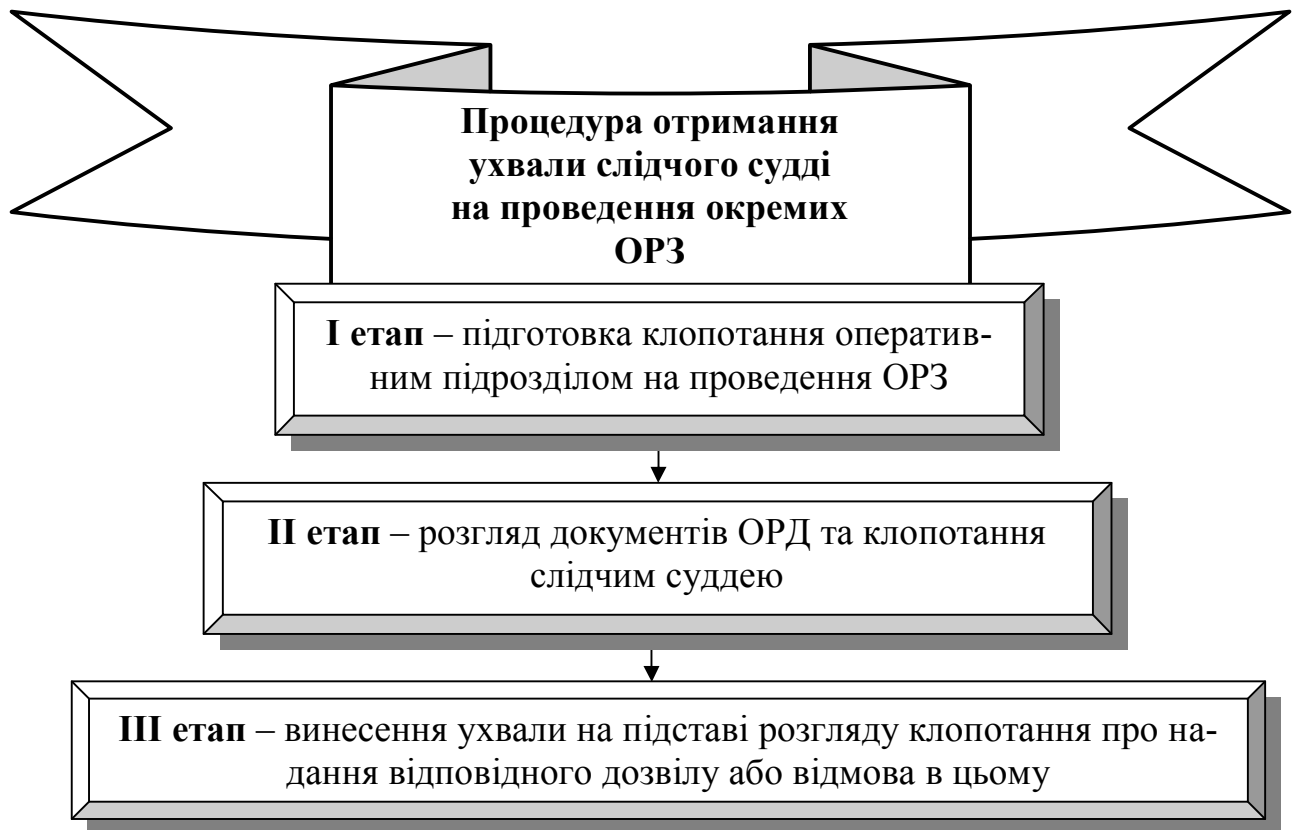 Процедура отримання
ухвали слідчого судді
на проведення окремих
ОРЗ
І етап – підготовка клопотання оператив-
ним підрозділом на проведення ОРЗ
ІІ етап – розгляд документів ОРД та клопотання
слідчим суддею
ІІІ етап – винесення ухвали на підставі розгляду клопотання про на-
дання відповідного дозвілу або відмова в цьому